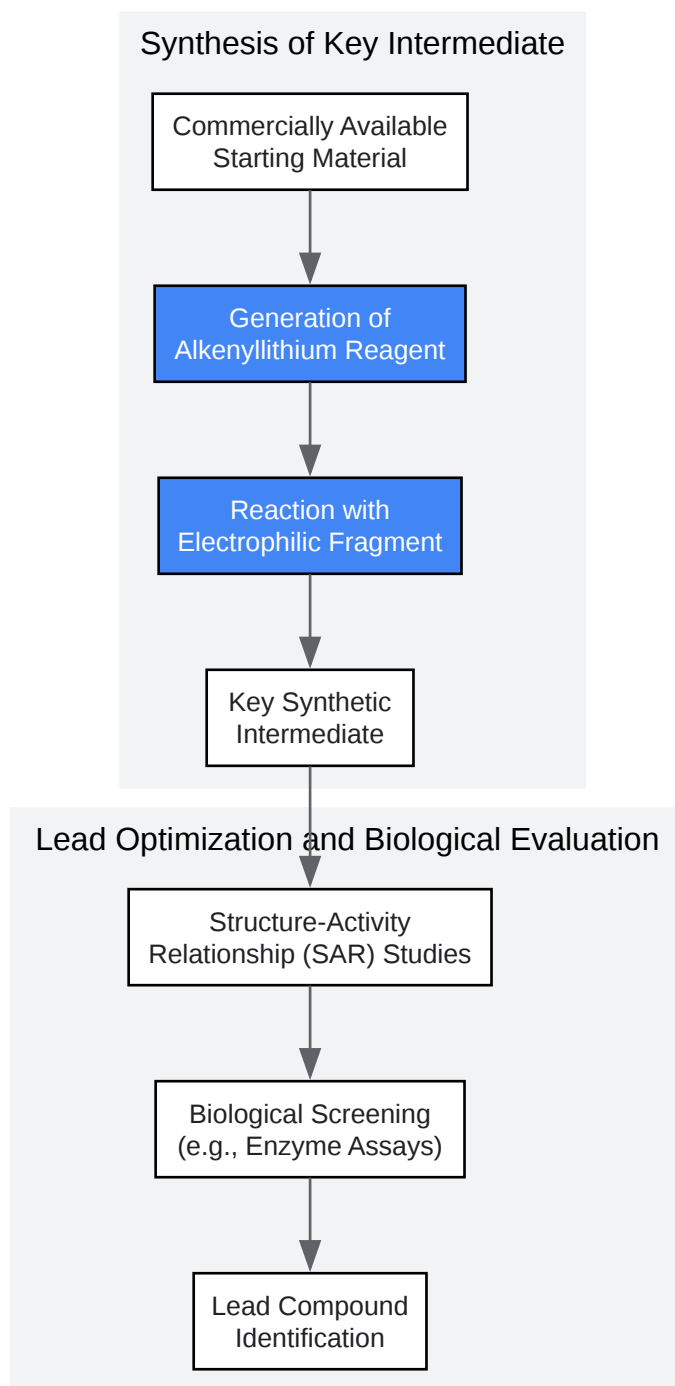 Synthesis of Key Intermediate
Commercially Available
Starting Material
Generation of
Alkenyllithium Reagent
Reaction with
Electrophilic Fragment
Key Synthetic
Intermediate
Lead Optimization and Biological Evaluation
Structure-Activity
Relationship (SAR) Studies
Biological Screening
(e.g., Enzyme Assays)
Lead Compound
Identification